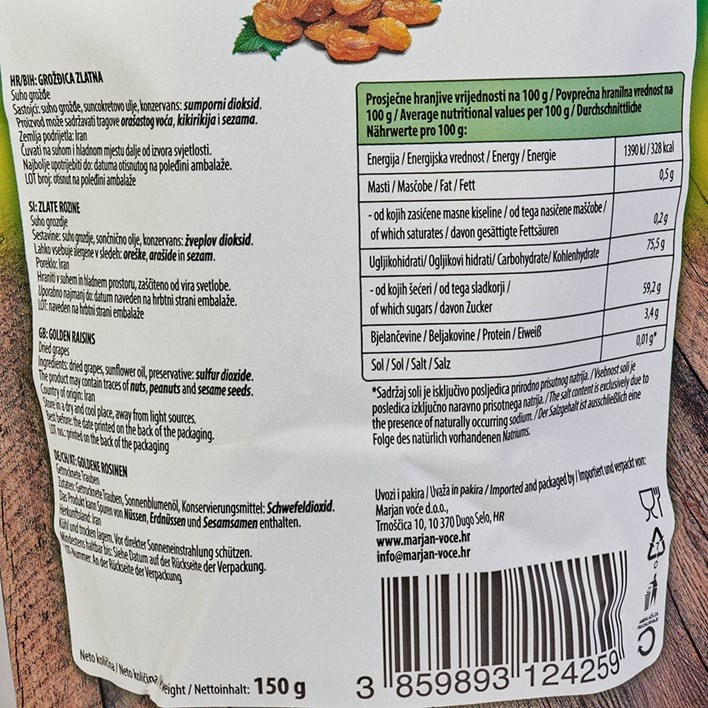 HR/BIH: GROŽĐICA ZLATNA
Suho grožđe
Sastojci: suho grožđe, suncokretovo ulje, konzervans: sumporni dioksid.
Proizvod može sadržavati tragove orašastog voća, kikirikija i sezama.
Zemlja podrijetla: Iran
Čuvati na suhom i hladnom mjestu dalje od izvora svjetlosti.
Najbolje upotrijebiti do: datuma otisnutog na poleđini ambalaže.
LOT broj: otisnut na poleđini ambalaže
SI: ZLATE ROZINE
Suho grozdje
Sestavine: suho grozdje, sončnično olje, konzervans: žveplov dioksid.
Lahko vsebuje alergene v sledeh: oreške, arašide in sezam.
Poreklo: Iran
Hraniti v suhem in hladnem prostoru, zaščiteno od vira svetlobe.
Uporabno najmanj do: datum naveden na hrbtni strani embalaže.
LOT: naveden na hrbtni strani embalaže
GB: GOLDEN RAISINS
Dried grapes
Ingredients: dried grapes, sunflower oil, preservative: sulfur dioxide.
The product may contain traces of nuts, peanuts and sesame seeds.
Country of origin: Iran
Store in a dry and cool place, away from light sources.
Best before: the date printed on the back of the packaging.
LOT no.: printed on the back of the packaging
DE/CH/AT: GOLDENE ROSINEN
Getrocknete Trauben
Zutaten: Getrocknete Trauben, Sonnenblumenöl, Konservierungsmittel: Schwefeldioxid.
Das Produkt kann Spuren von Nüssen, Erdnüssen und Sesamsamen enthalten.
Herkunftsland: Iran
Kühl und trocken lagern. Vor direkter Sonneneinstrahlung schützen.
Mindestens haltbar bis: Siehe Datum auf der Rückseite der Verpackung.
LOT-Nummer: An der Rückseite der Verpackung
Neto količina / Neto količina / weight / Nettoinhalt: 150 g
Prosječne hranjive vrijednosti na 100 g / Povprečna hranilna vrednost na
100 g / Average nutritional values per 100 g / Durchschnittliche
Nährwerte pro 100 g:
Energija / Energijska vrednost / Energy / Energie 1390 kJ / 328 kcal
Masti / Maščobe / Fat / Fett 0,5 g
- od kojih zasićene masne kiseline / od tega nasičene maščobe /
of which saturates / davon gesättigte Fettsäuren 0,2 g
Ugljikohidrati/ Ogljikovi hidrati/ Carbohydrate/ Kohlenhydrate 75,5 g
- od kojih šećeri / od tega sladkorji /
of which sugars / davon Zucker 59,2 g
Bjelančevine / Beljakovine / Protein / Eiweiß 3,4 g
Sol / Sol / Salt / Salz 0,01 g*
*Sadržaj soli je isključivo posljedica prirodno prisutnog natrija. / Vsebnost soli je
posledica izključno naravno prisotnega natrija. / The salt content is exclusively due to
the presence of naturally occurring sodium. / Der Salzgehalt ist ausschließlich eine
Folge des natürlich vorhandenen Natriums.
Uvozi i pakira / Uvaža in pakira / Imported and packaged by / Importiert und verpackt von:
Marjan voće d.o.o.,
Trnoščica 10, 10 370 Dugo Selo, HR
www.marjan-voce.hr
info@marjan-voce.hr
3 859893 124259